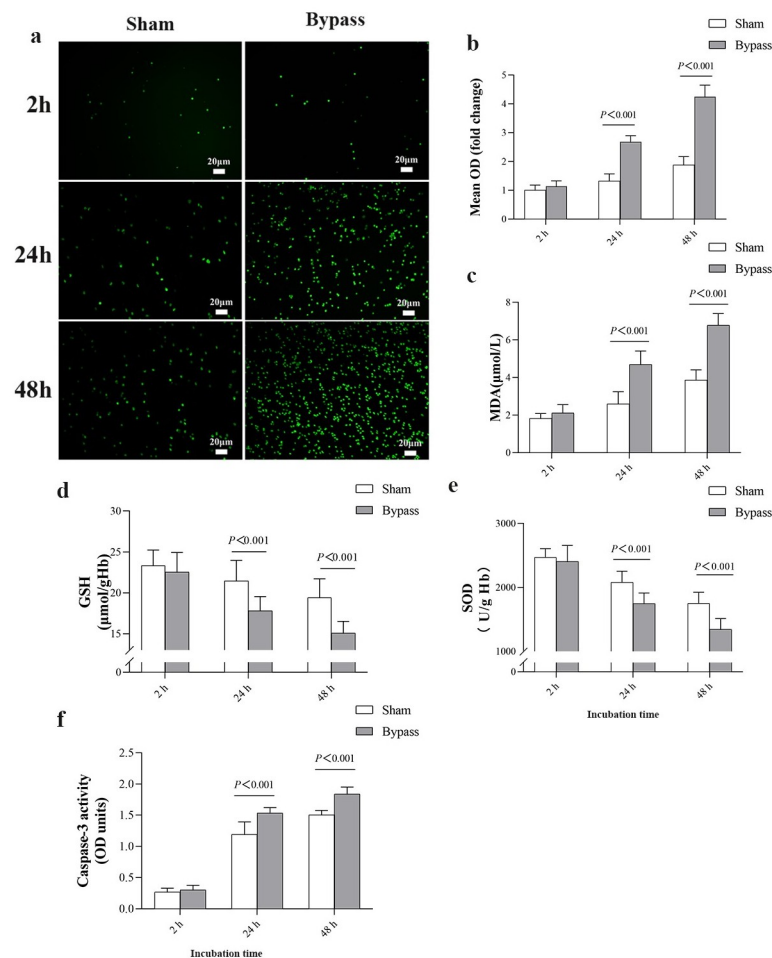 a
Sham
Bypass
2h
20μm
20μm
24h
20μm
20μm
48h
20μm
20μm
b
Sham
Bypass
Mean OD (fold change)
5
4
3
2
1
0
P<0.001
P<0.001
2 h
24 h
48 h
c
Sham
Bypass
MDA(μmol/L)
8
6
4
2
0
P<0.001
P<0.001
2 h
24 h
48 h
d
Sham
Bypass
GSH
(μmol/gHb)
30
25
20
15
0
P<0.001
P<0.001
2 h
24 h
48 h
e
Sham
Bypass
SOD
( U/g Hb)
3000
2000
1000
0
P<0.001
P<0.001
2 h
24 h
48 h
Incubation time
f
Sham
Bypass
Caspase-3 activity
(OD units)
2.5
2.0
1.5
1.0
0.5
0.0
P<0.001
P<0.001
2 h
24 h
48 h
Incubation time